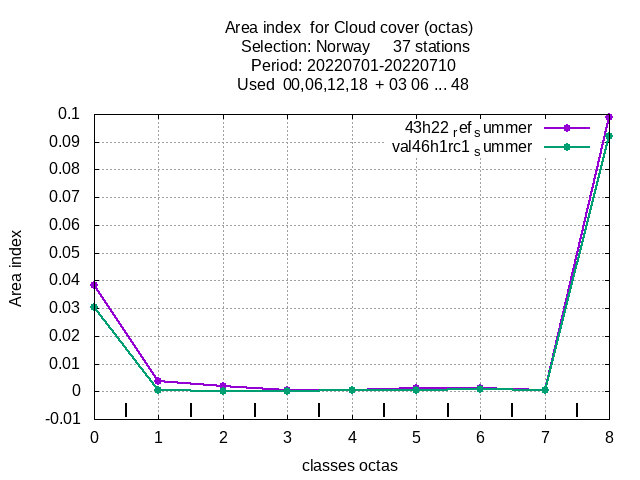 Area index  for Cloud cover (octas)
Selection: Norway     37 stations
Period: 20220701-20220710
Used  00,06,12,18  + 03 06 ... 48
0.1
0.09
0.08
0.07
0.06
0.05
0.04
0.03
0.02
0.01
0
-0.01
Area index
43h22 ref summer
val46h1rc1 summer
0 1 2 3 4 5 6 7 8
classes octas